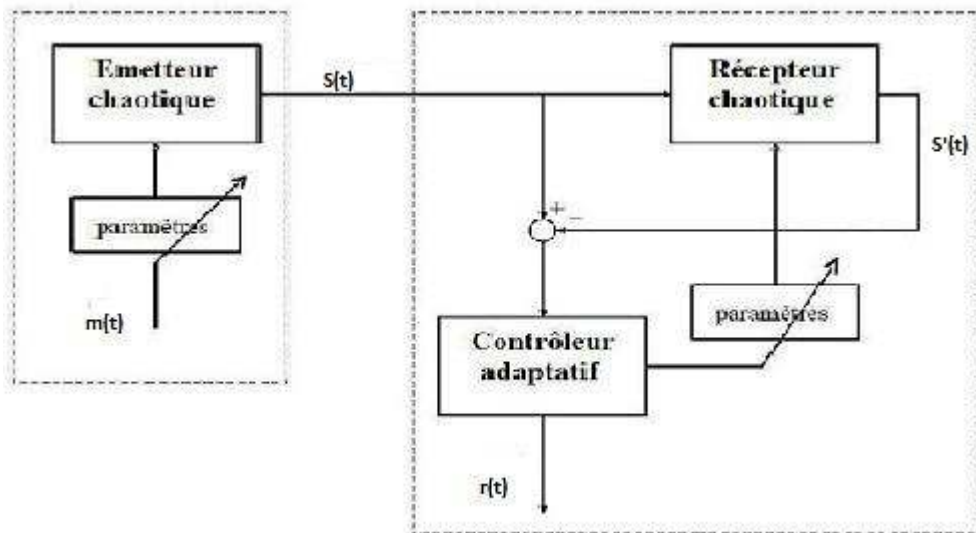 Emetteur
chaotique
S(t)
Récepteur
chaotique
S'(t)
paramètres
+
−
m(t)
paramètres
Contrôleur
adaptatif
r(t)